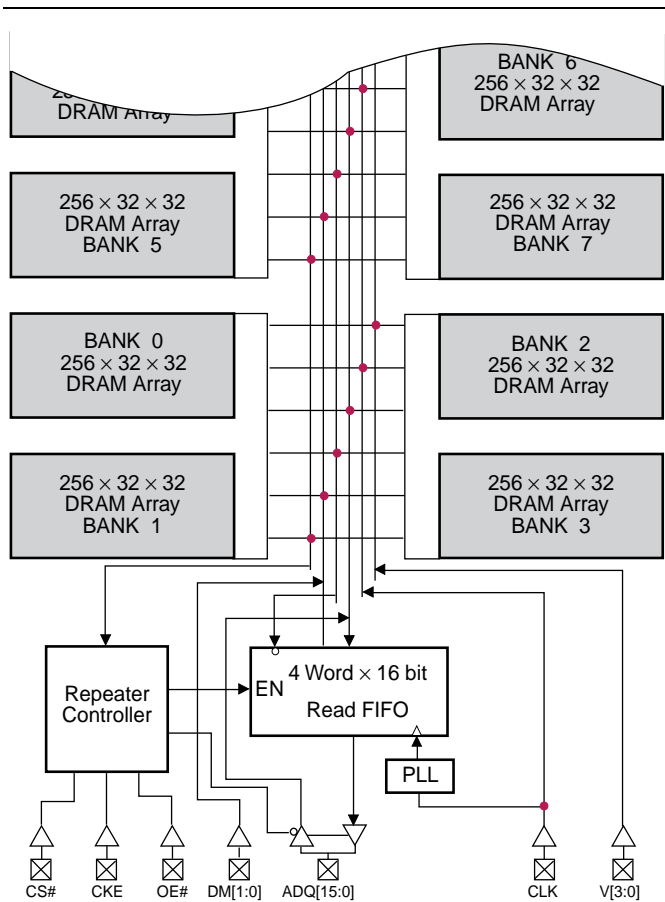 BANK 6
256 × 32 × 32
DRAM Array
DRAM Array
256 × 32 × 32
DRAM Array
BANK 5
256 × 32 × 32
DRAM Array
BANK 7
BANK 0
256 × 32 × 32
DRAM Array
BANK 2
256 × 32 × 32
DRAM Array
256 × 32 × 32
DRAM Array
BANK 1
256 × 32 × 32
DRAM Array
BANK 3
Repeater
Controller
EN
4 Word × 16 bit
Read FIFO
PLL
CS#
CKE
OE#
DM[1:0]
ADQ[15:0]
CLK
V[3:0]